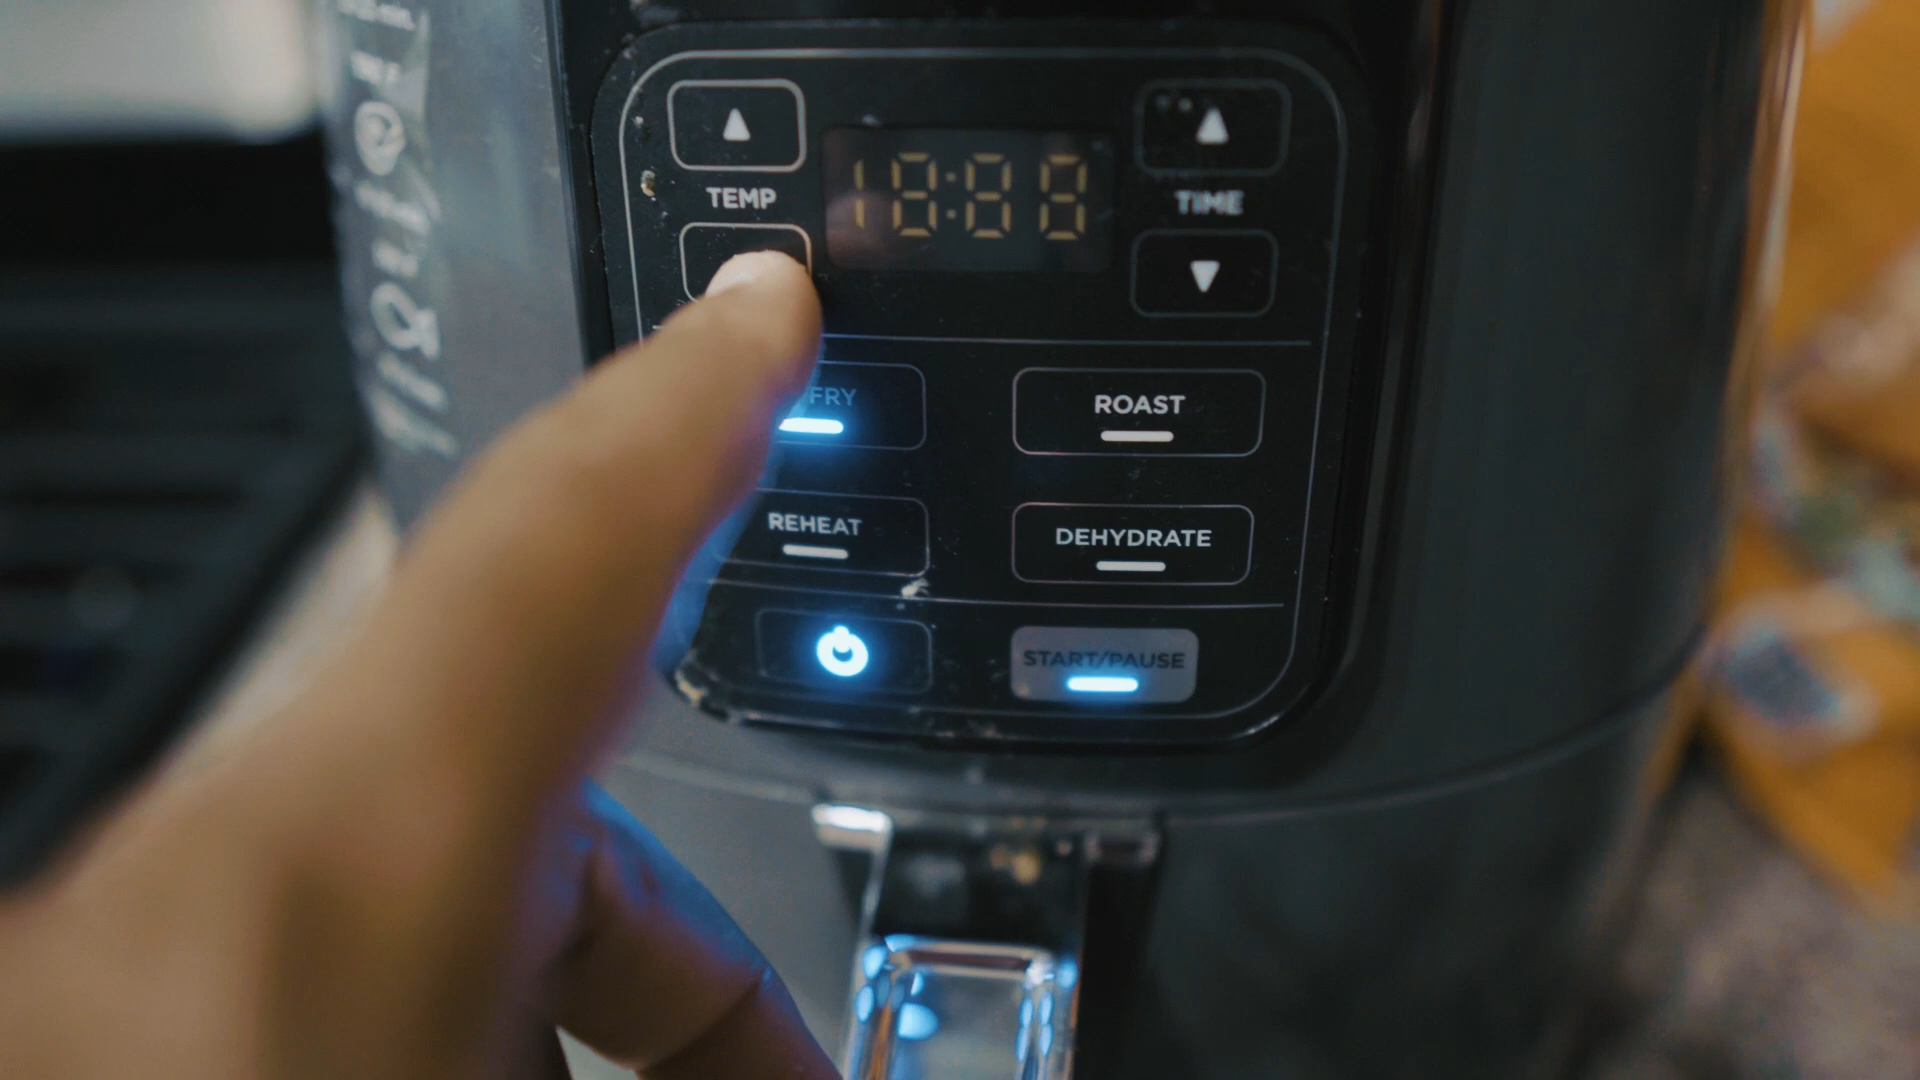 TEMP
18:88
TIME
FRY
ROAST
REHEAT
DEHYDRATE
START/PAUSE